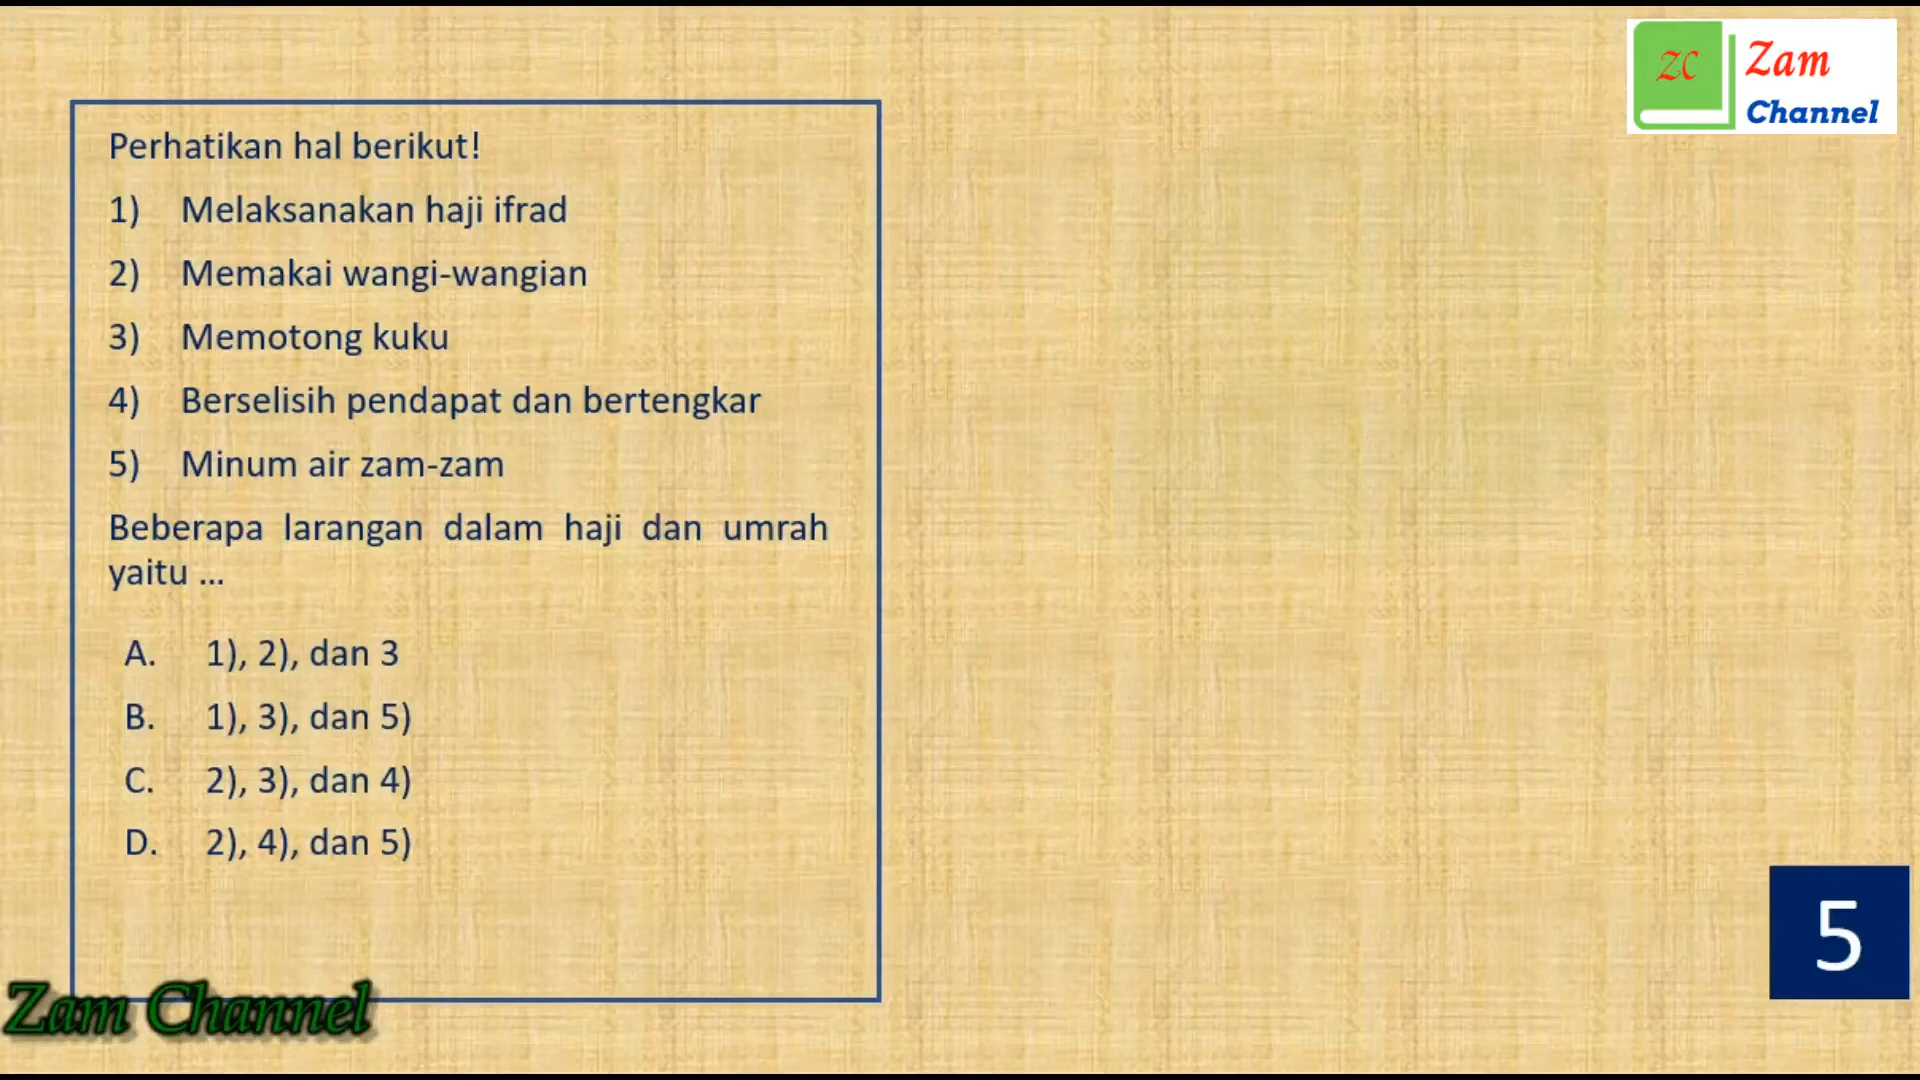 ZC Zam
Channel
Perhatikan hal berikut!
1) Melaksanakan haji ifrad
2) Memakai wangi-wangian
3) Memotong kuku
4) Berselisih pendapat dan bertengkar
5) Minum air zam-zam
Beberapa larangan dalam haji dan umrah
yaitu ...
A. 1), 2), dan 3
B. 1), 3), dan 5)
C. 2), 3), dan 4)
D. 2), 4), dan 5)
5
Zam Channel